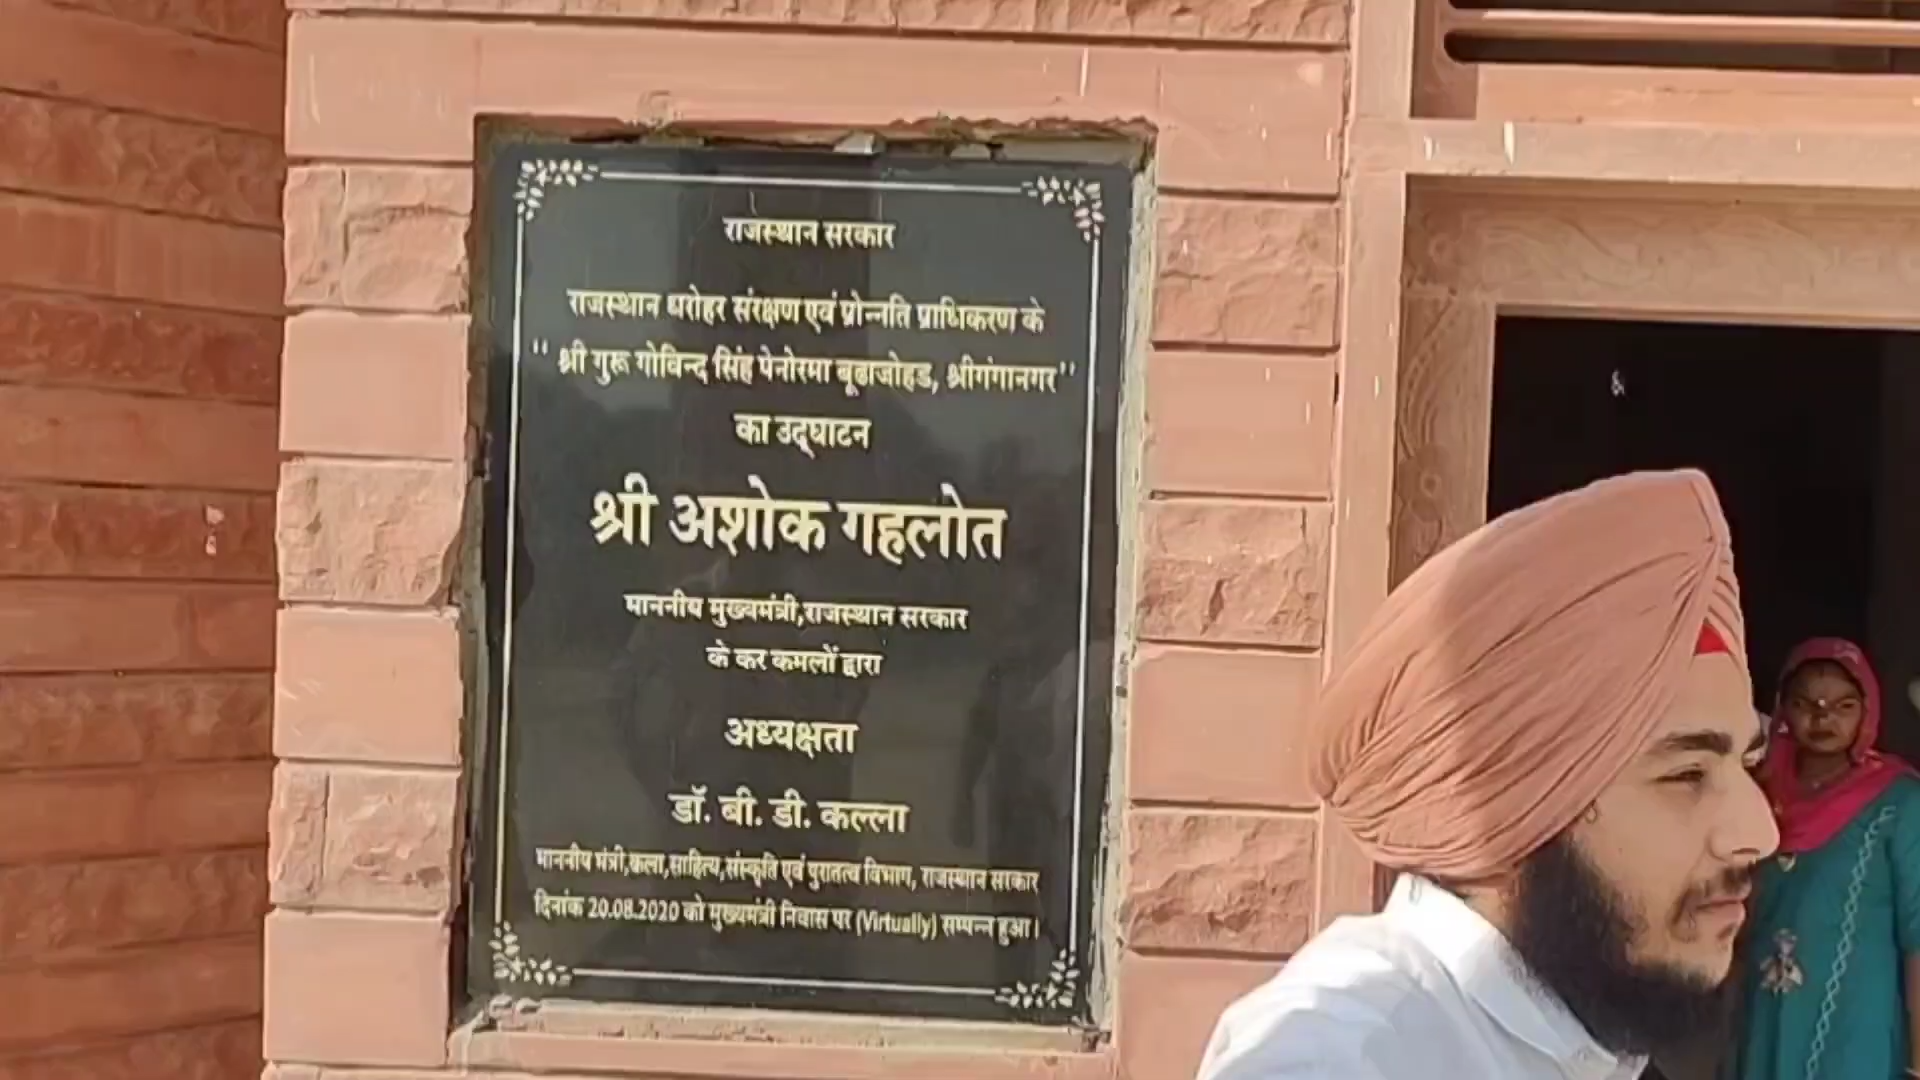 राजस्थान सरकार
राजस्थान धरोहर संरक्षण एवं प्रोन्नति प्राधिकरण के
" श्री गुरू गोविन्द सिंह पेनोरमा बूढाजोहड, श्रीगंगानगर"
का उद्घाटन
श्री अशोक गहलोत
माननीय मुख्यमंत्री,राजस्थान सरकार
के कर कमलों द्वारा
अध्यक्षता
डॉ. बी. डी. कल्ला
माननीय मंत्री,कला,साहित्य,संस्कृति एवं पुरातत्व विभाग, राजस्थान सरकार
दिनांक 20.08.2020 को मुख्यमंत्री निवास पर (Virtually) सम्पन्न हुआ।